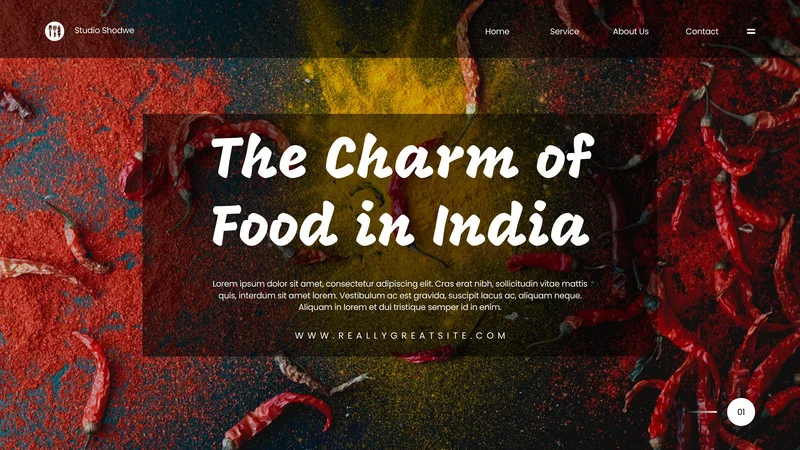 Studio Shodwe
Home Service About Us Contact
The Charm of
Food in India
Lorem ipsum dolor sit amet, consectetur adipiscing elit. Cras erat nibh, sollicitudin vitae mattis
quis, interdum sit amet lorem. Vestibulum ac est gravida, suscipit lacus ac, aliquam neque.
Aliquam in lorem et dui tristique semper id in enim.
WWW.REALLYGREATSITE.COM
01